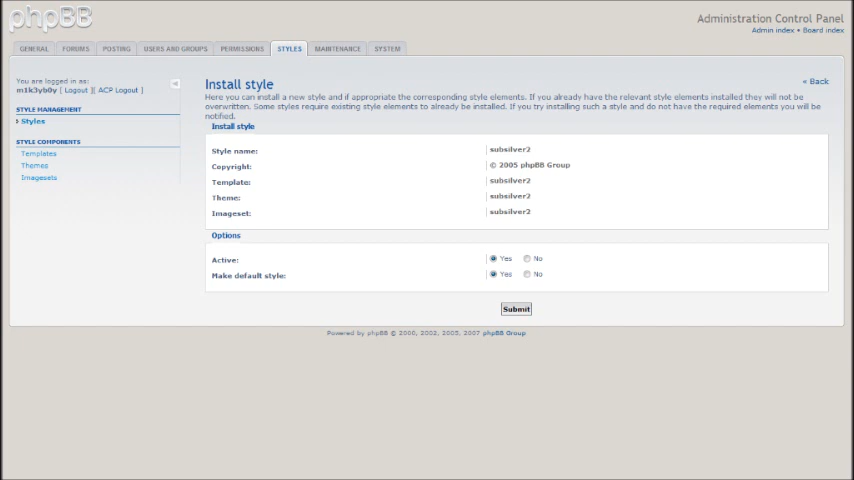 phpBB
Administration Control Panel
Admin index • Board index
GENERAL FORUMS POSTING USERS AND GROUPS PERMISSIONS STYLES MAINTENANCE SYSTEM
You are logged in as:
m1k3yb0y [ Logout ][ ACP Logout ]
STYLE MANAGEMENT
Styles
STYLE COMPONENTS
Templates
Themes
Imagesets
« Back
Install style
Here you can install a new style and if appropriate the corresponding style elements. If you already have the relevant style elements installed they will not be
overwritten. Some styles require existing style elements to already be installed. If you try installing such a style and do not have the required elements you will be
notified.
Install style
Style name: subsilver2
Copyright: © 2005 phpBB Group
Template: subsilver2
Theme: subsilver2
Imageset: subsilver2
Options
Active: Yes No
Make default style: Yes No
Submit
Powered by phpBB © 2000, 2002, 2005, 2007 phpBB Group